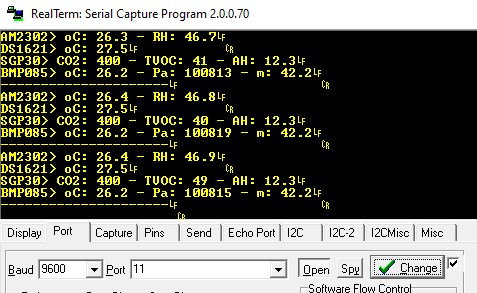 RealTerm: Serial Capture Program 2.0.0.70
AM2302> oC: 26.3 - RH: 46.7LF
DS1621> oC: 27.5LF CR
SGP30> CO2: 400 - TVOC: 41 - AH: 12.3LF
BMP085> oC: 26.2 - Pa: 100813 - m: 42.2LF CR
------------------------LF CR
AM2302> oC: 26.4 - RH: 46.8LF
DS1621> oC: 27.5LF CR
SGP30> CO2: 400 - TVOC: 40 - AH: 12.3LF
BMP085> oC: 26.2 - Pa: 100819 - m: 42.2LF CR
------------------------LF CR
AM2302> oC: 26.4 - RH: 46.9LF
DS1621> oC: 27.5LF CR
SGP30> CO2: 400 - TVOC: 49 - AH: 12.3LF
BMP085> oC: 26.2 - Pa: 100815 - m: 42.2LF
------------------------LF CR
CR
Display Port Capture Pins Send Echo Port I2C I2C-2 I2CMisc Misc
Baud 9600 Port 11 Open Spy Change
Software Flow Control